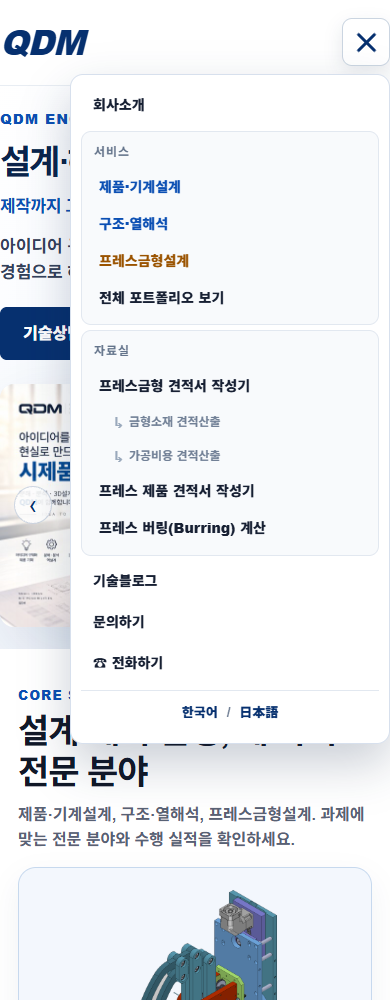 QDM
회사소개
서비스
제품·기계설계
구조·열해석
프레스금형설계
전체 포트폴리오 보기
자료실
프레스금형 견적서 작성기
↳ 금형소재 견적산출
↳ 가공비용 견적산출
프레스 제품 견적서 작성기
프레스 버링(Burring) 계산
기술블로그
문의하기
☎ 전화하기
한국어 / 日本語
QDM EN
설계·
제작까지
아이디어
경험으로
기술상
QDM
아이디어를
현실로 만드
시제품
CORE
설계
전문 분야
제품·기계설계, 구조·열해석, 프레스금형설계. 과제에
맞는 전문 분야와 수행 실적을 확인하세요.